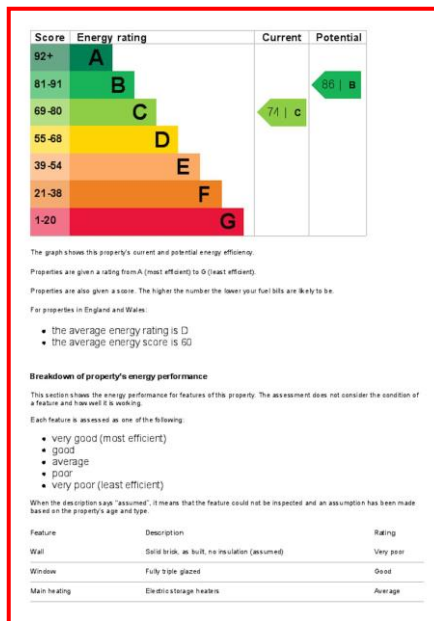 Score Energy rating Current Potential
92+ A
81-91 B 86 | B
69-80 C 74 | C
55-68 D
39-54 E
21-38 F
1-20 G
The graph shows this property's current and potential energy efficiency.
Properties are given a rating from A (most efficient) to G (least efficient).
Properties are also given a score. The higher the number the lower your fuel bills are likely to be.
For properties in England and Wales:
• the average energy rating is D
• the average energy score is 60
Breakdown of property's energy performance
This section shows the energy performance for features of this property. The assessment does not consider the condition of
a feature and how well it is working.
Each feature is assessed as one of the following:
• very good (most efficient)
• good
• average
• poor
• very poor (least efficient)
When the description says "assumed", it means that the feature could not be inspected and an assumption has been made
based on the property's age and type.
Feature Description Rating
Wall Solid brick, as built, no insulation (assumed) Very poor
Window Fully triple glazed Good
Main heating Electric storage heaters Average